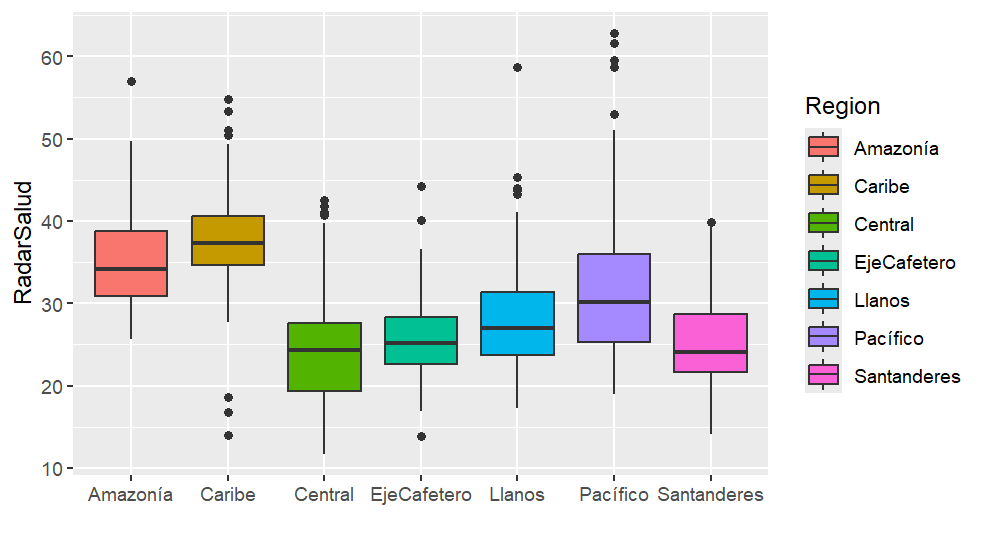 RadarSalud
60
50
40
30
20
10
Amazonía Caribe Central EjeCafetero Llanos Pacífico Santanderes
Region
Amazonía
Caribe
Central
EjeCafetero
Llanos
Pacífico
Santanderes